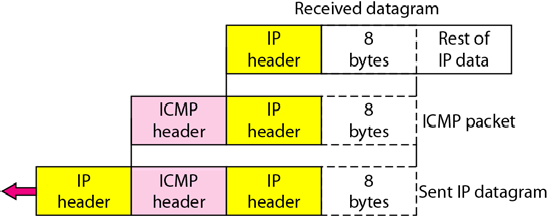 Received datagram
IP
header
8
bytes
Rest of
IP data
ICMP
header
IP
header
8
bytes
ICMP packet
IP
header
ICMP
header
IP
header
8
bytes
Sent IP datagram